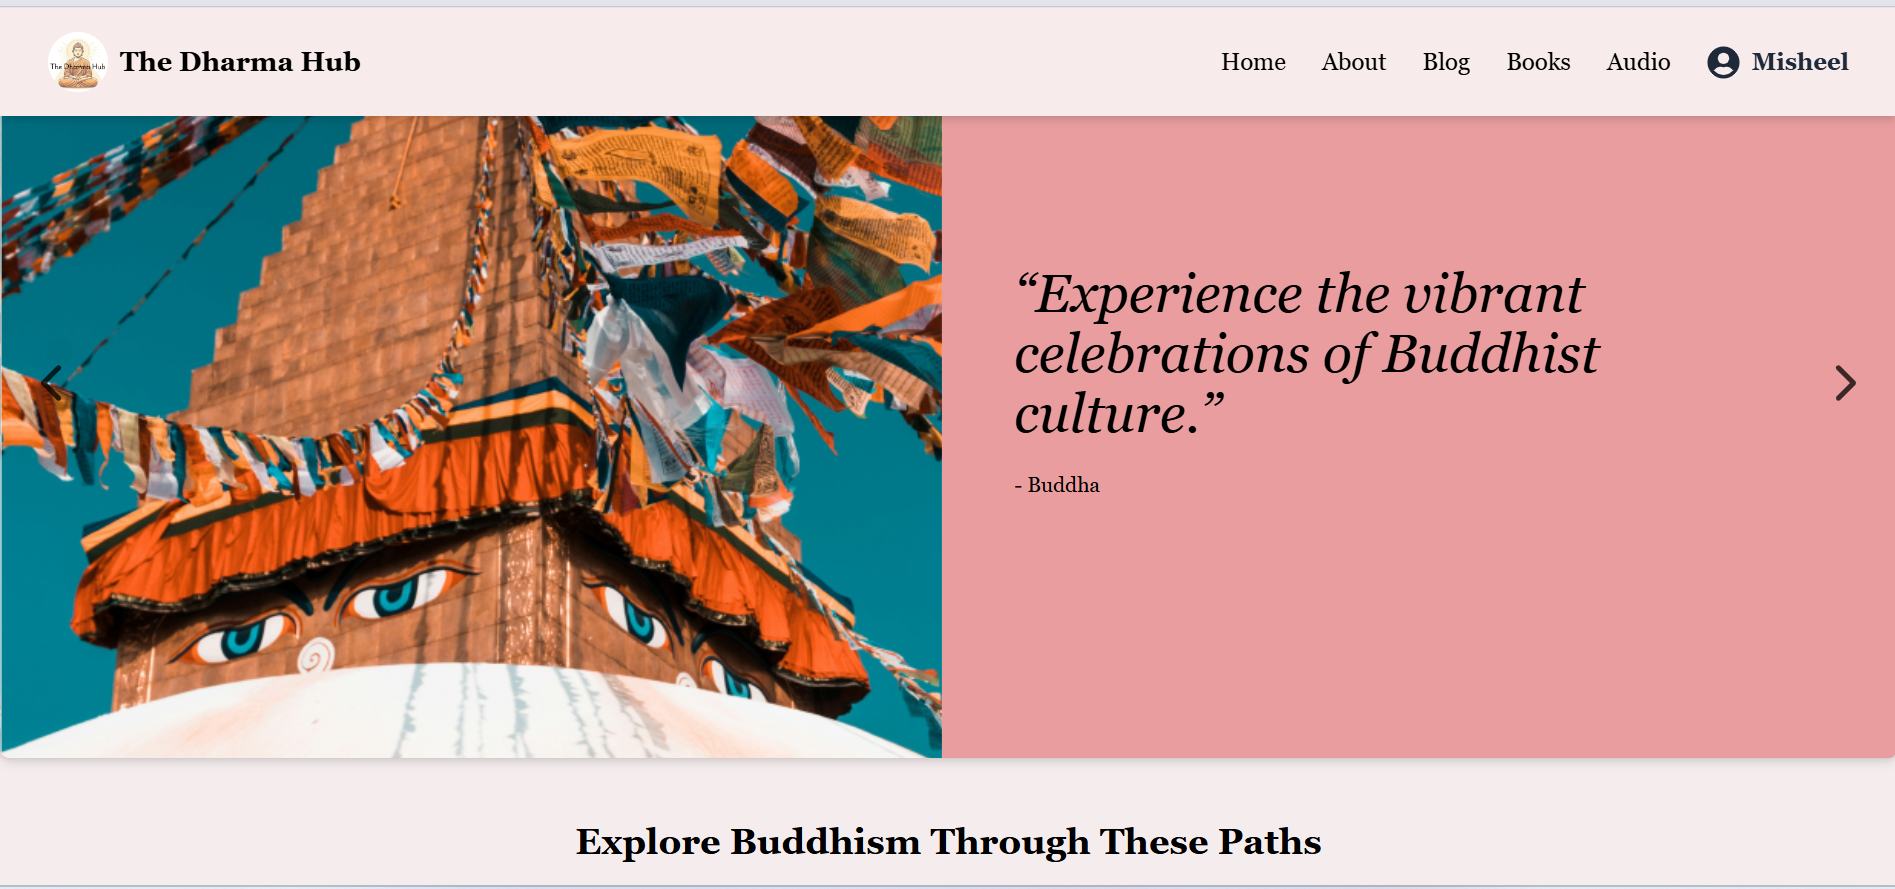 The Dharma Hub
The Dharma Hub
Home About Blog Books Audio Misheel
“Experience the vibrant
celebrations of Buddhist
culture.”
- Buddha
Explore Buddhism Through These Paths